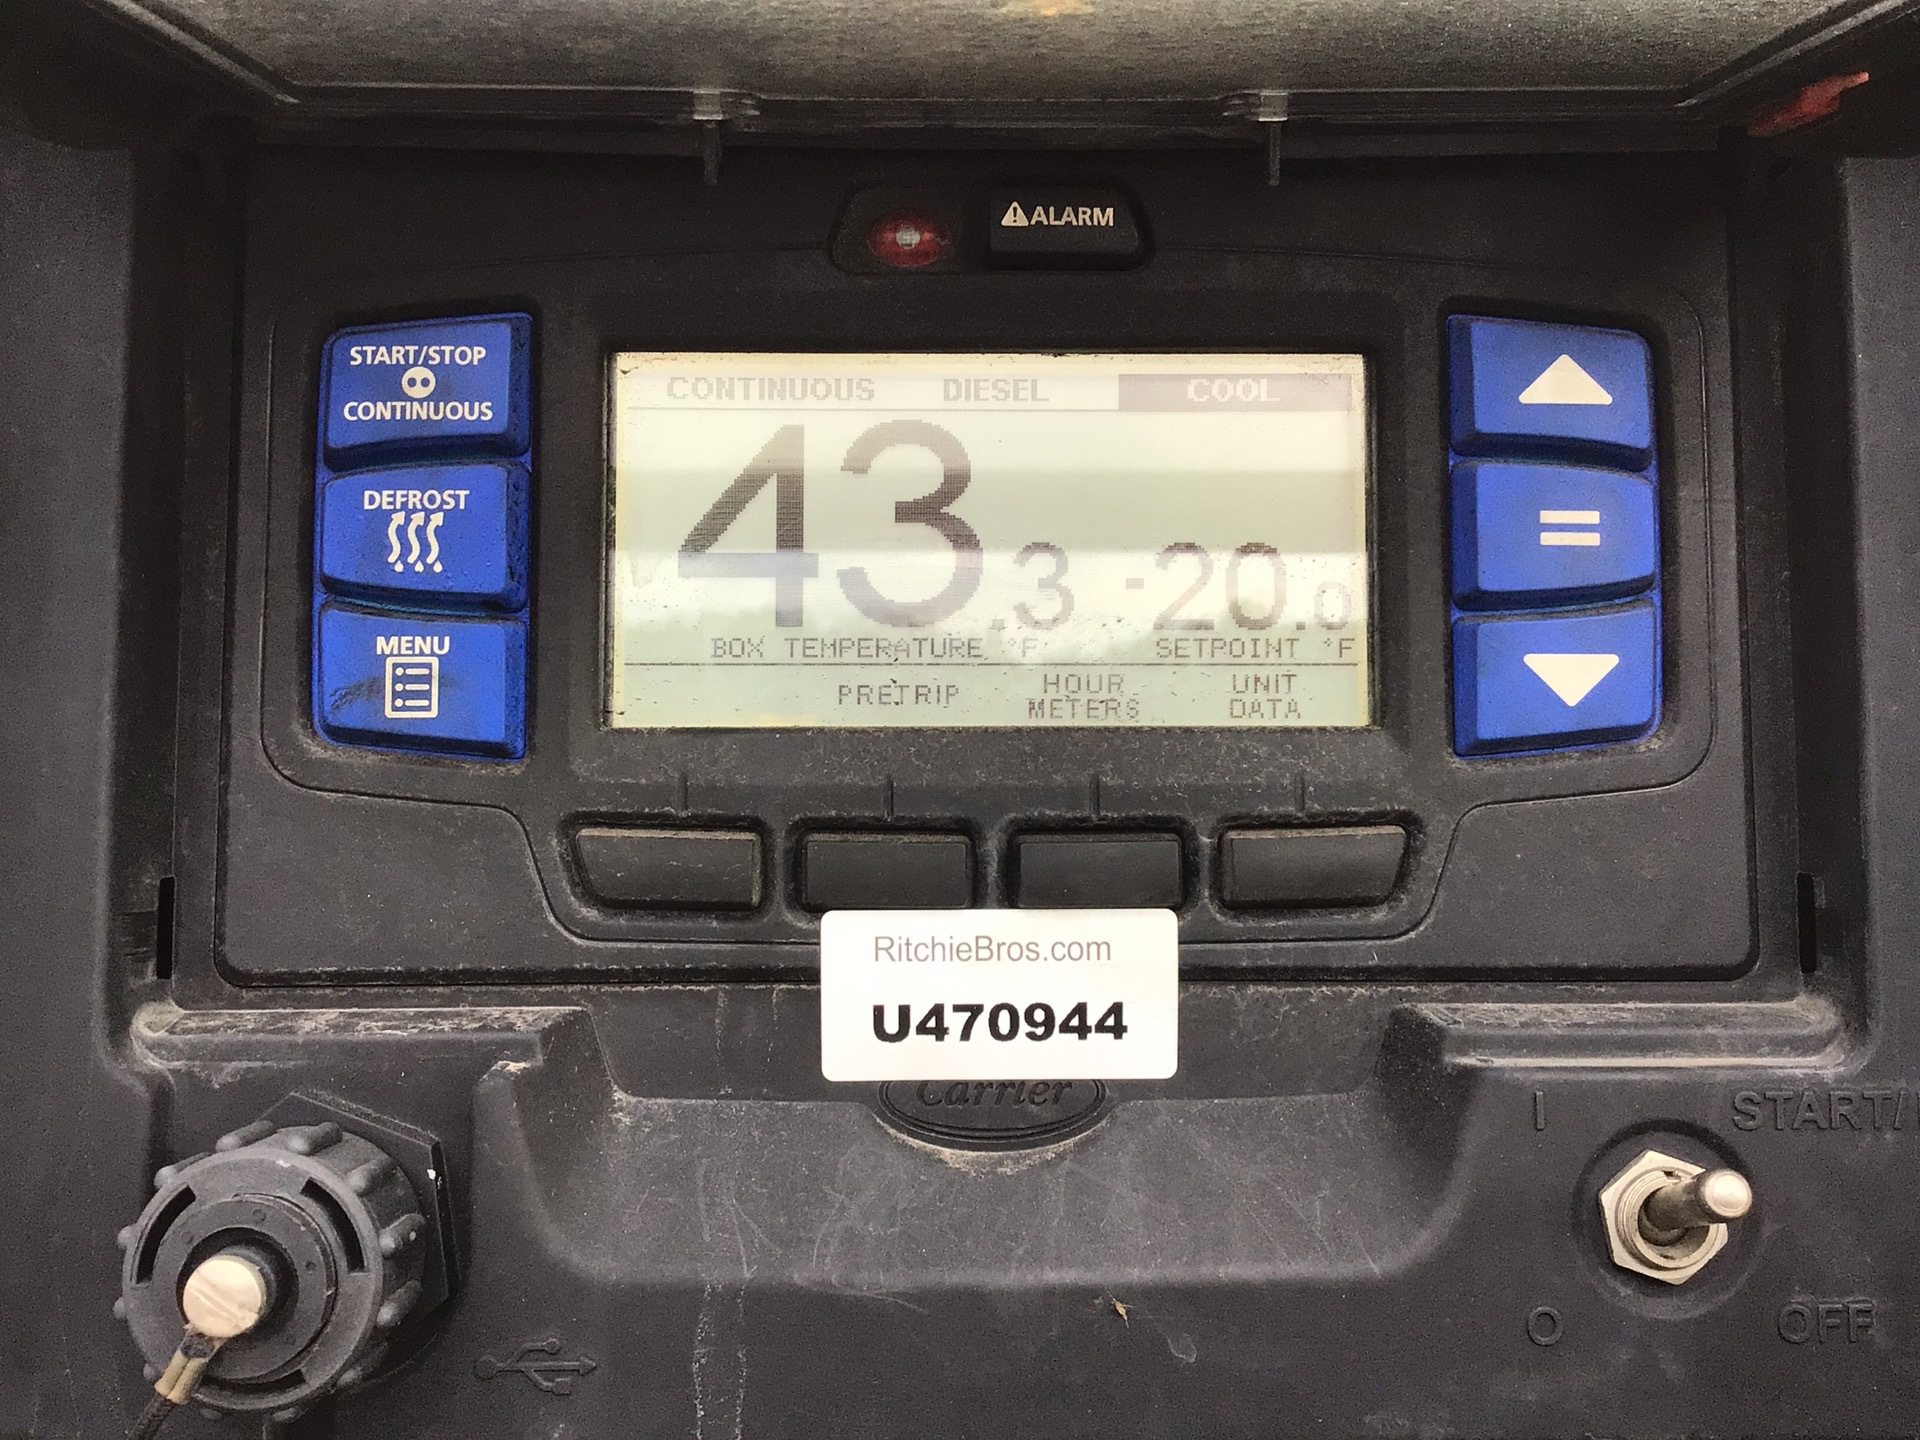 ALARM
START/STOP
CONTINUOUS
DEFROST
MENU
CONTINUOUS DIESEL COOL
43.3 -20.0
BOX TEMPERATURE °F SETPOINT °F
PRETRIP HOUR METERS UNIT DATA
RitchieBros.com
U470944
Carrier
I START/
O OFF